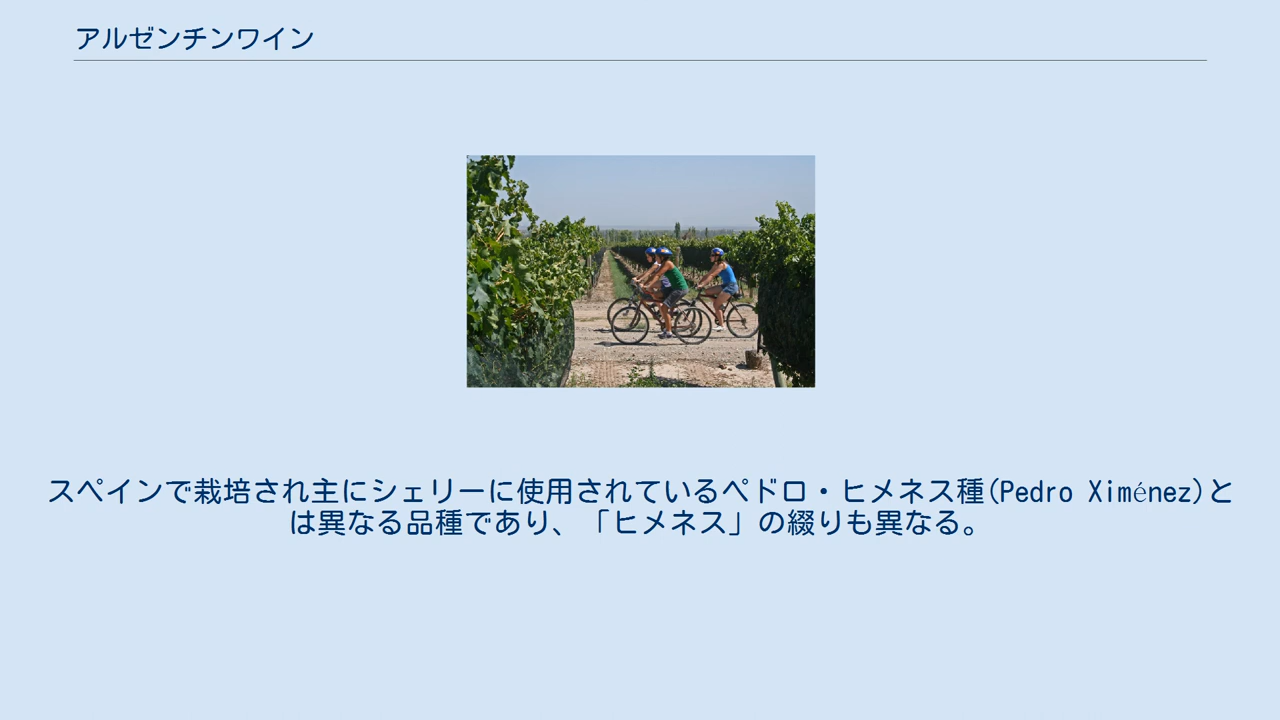 アルゼンチンワイン
スペインで栽培され主にシェリーに使用されているペドロ・ヒメネス種(Pedro Ximénez)と
は異なる品種であり、「ヒメネス」の綴りも異なる。